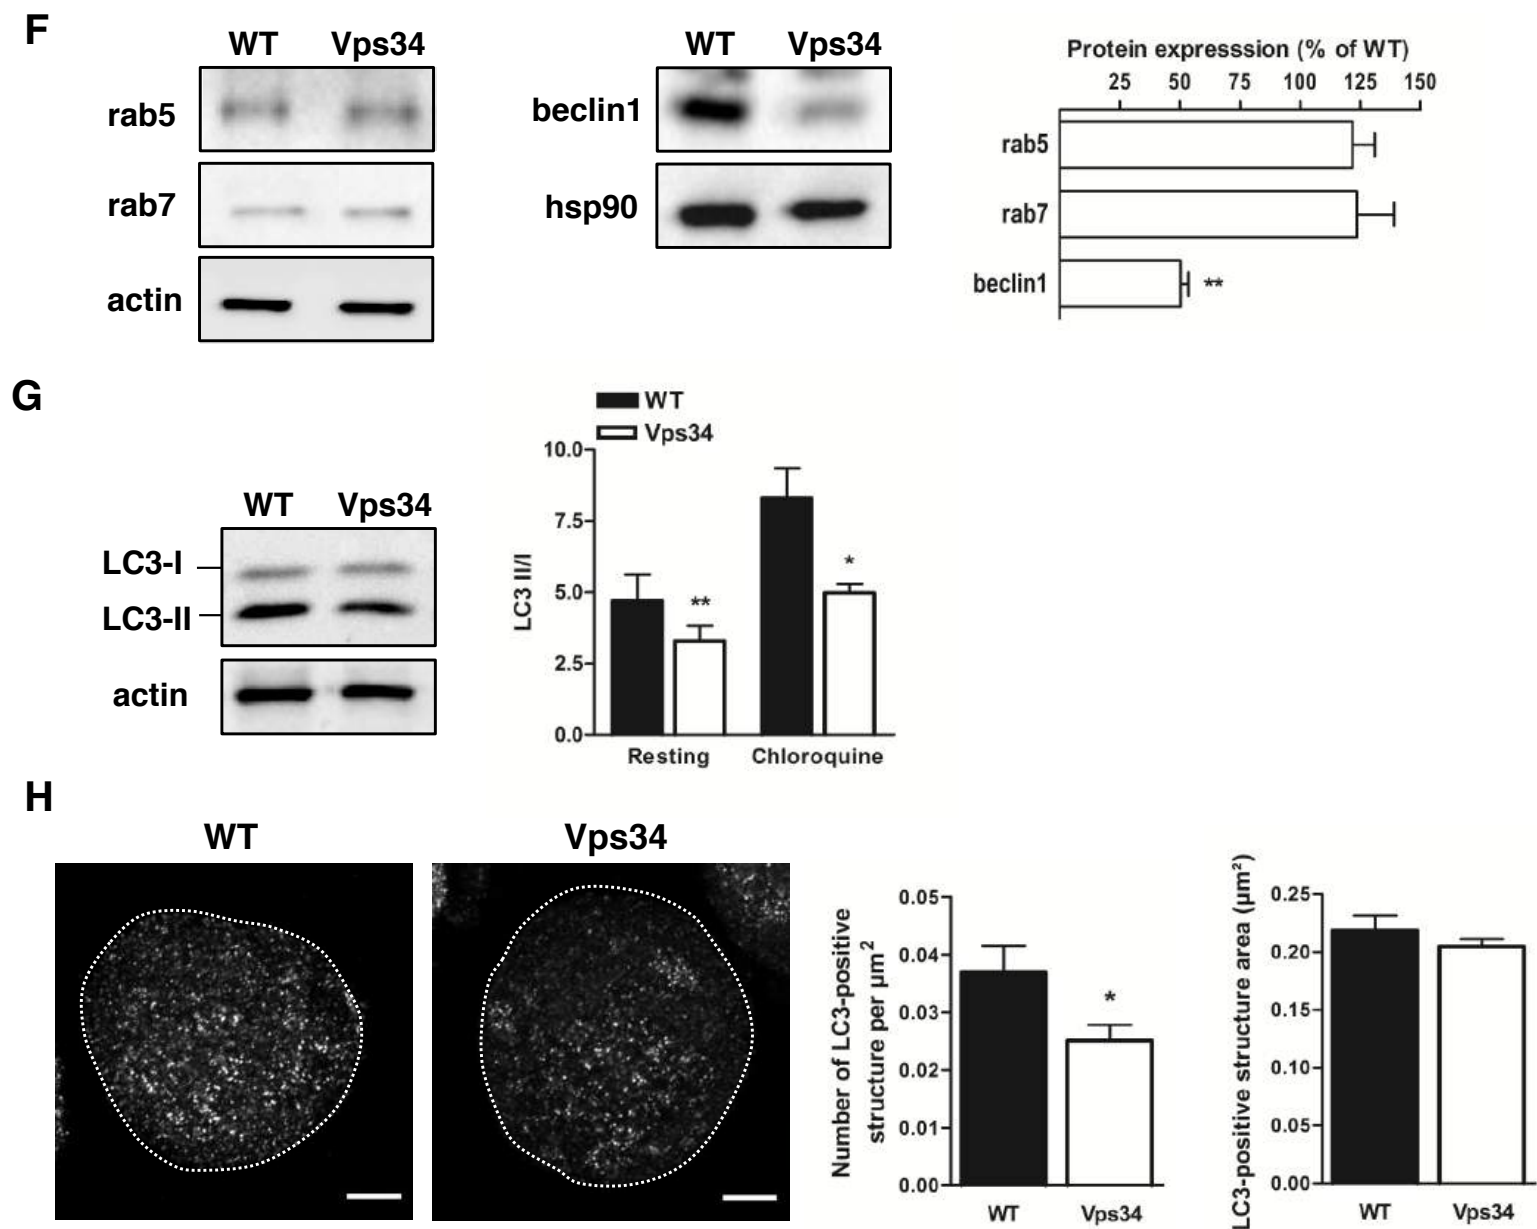 F
WT Vps34
rab5
rab7
actin
WT Vps34
beclin1
hsp90
Protein expresssion (% of WT)
25 50 75 100 125 150
rab5
rab7
beclin1 **
G
WT Vps34
LC3-I
LC3-II
actin
WT
Vps34
LC3 II/I
10.0
7.5
5.0
2.5
0.0
** *
Resting Chloroquine
H
WT Vps34
Number of LC3-positive
structure per µm²
0.05
0.04
0.03
0.02
0.01
0.00
*
WT Vps34
LC3-positive structure area (µm²)
0.25
0.20
0.15
0.10
0.05
0.00
WT Vps34